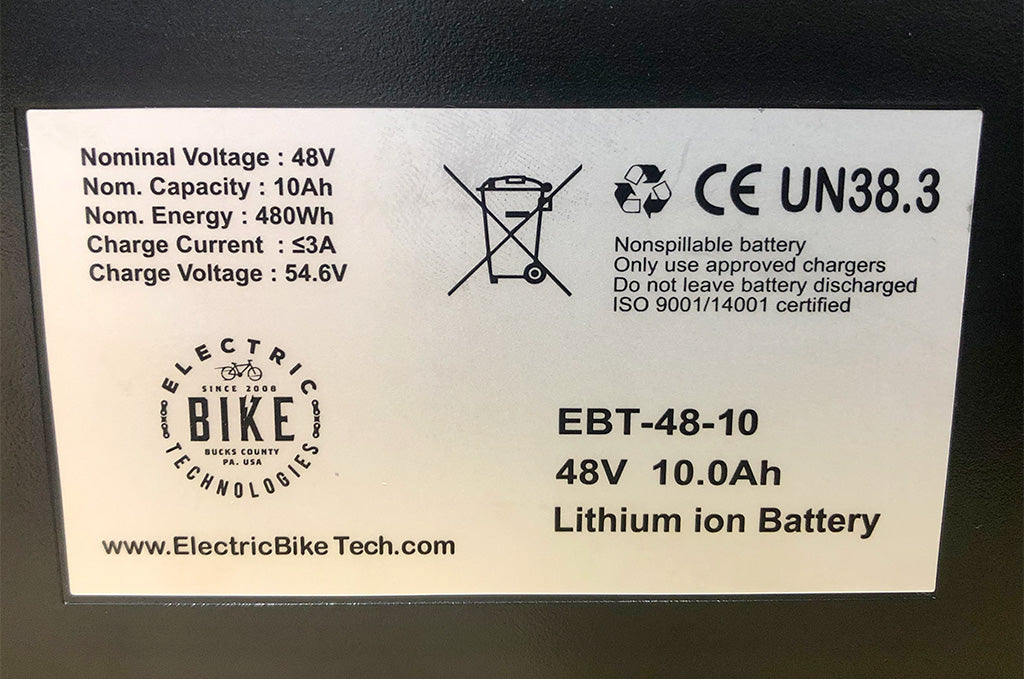 Nominal Voltage : 48V
Nom. Capacity : 10Ah
Nom. Energy : 480Wh
Charge Current : ≤3A
Charge Voltage : 54.6V
CE UN38.3
Nonspillable battery
Only use approved chargers
Do not leave battery discharged
ISO 9001/14001 certified
ELECTRIC
SINCE 2008
BIKE
BUCKS COUNTY
PA. USA
TECHNOLOGIES
www.ElectricBike Tech.com
EBT-48-10
48V 10.0Ah
Lithium ion Battery